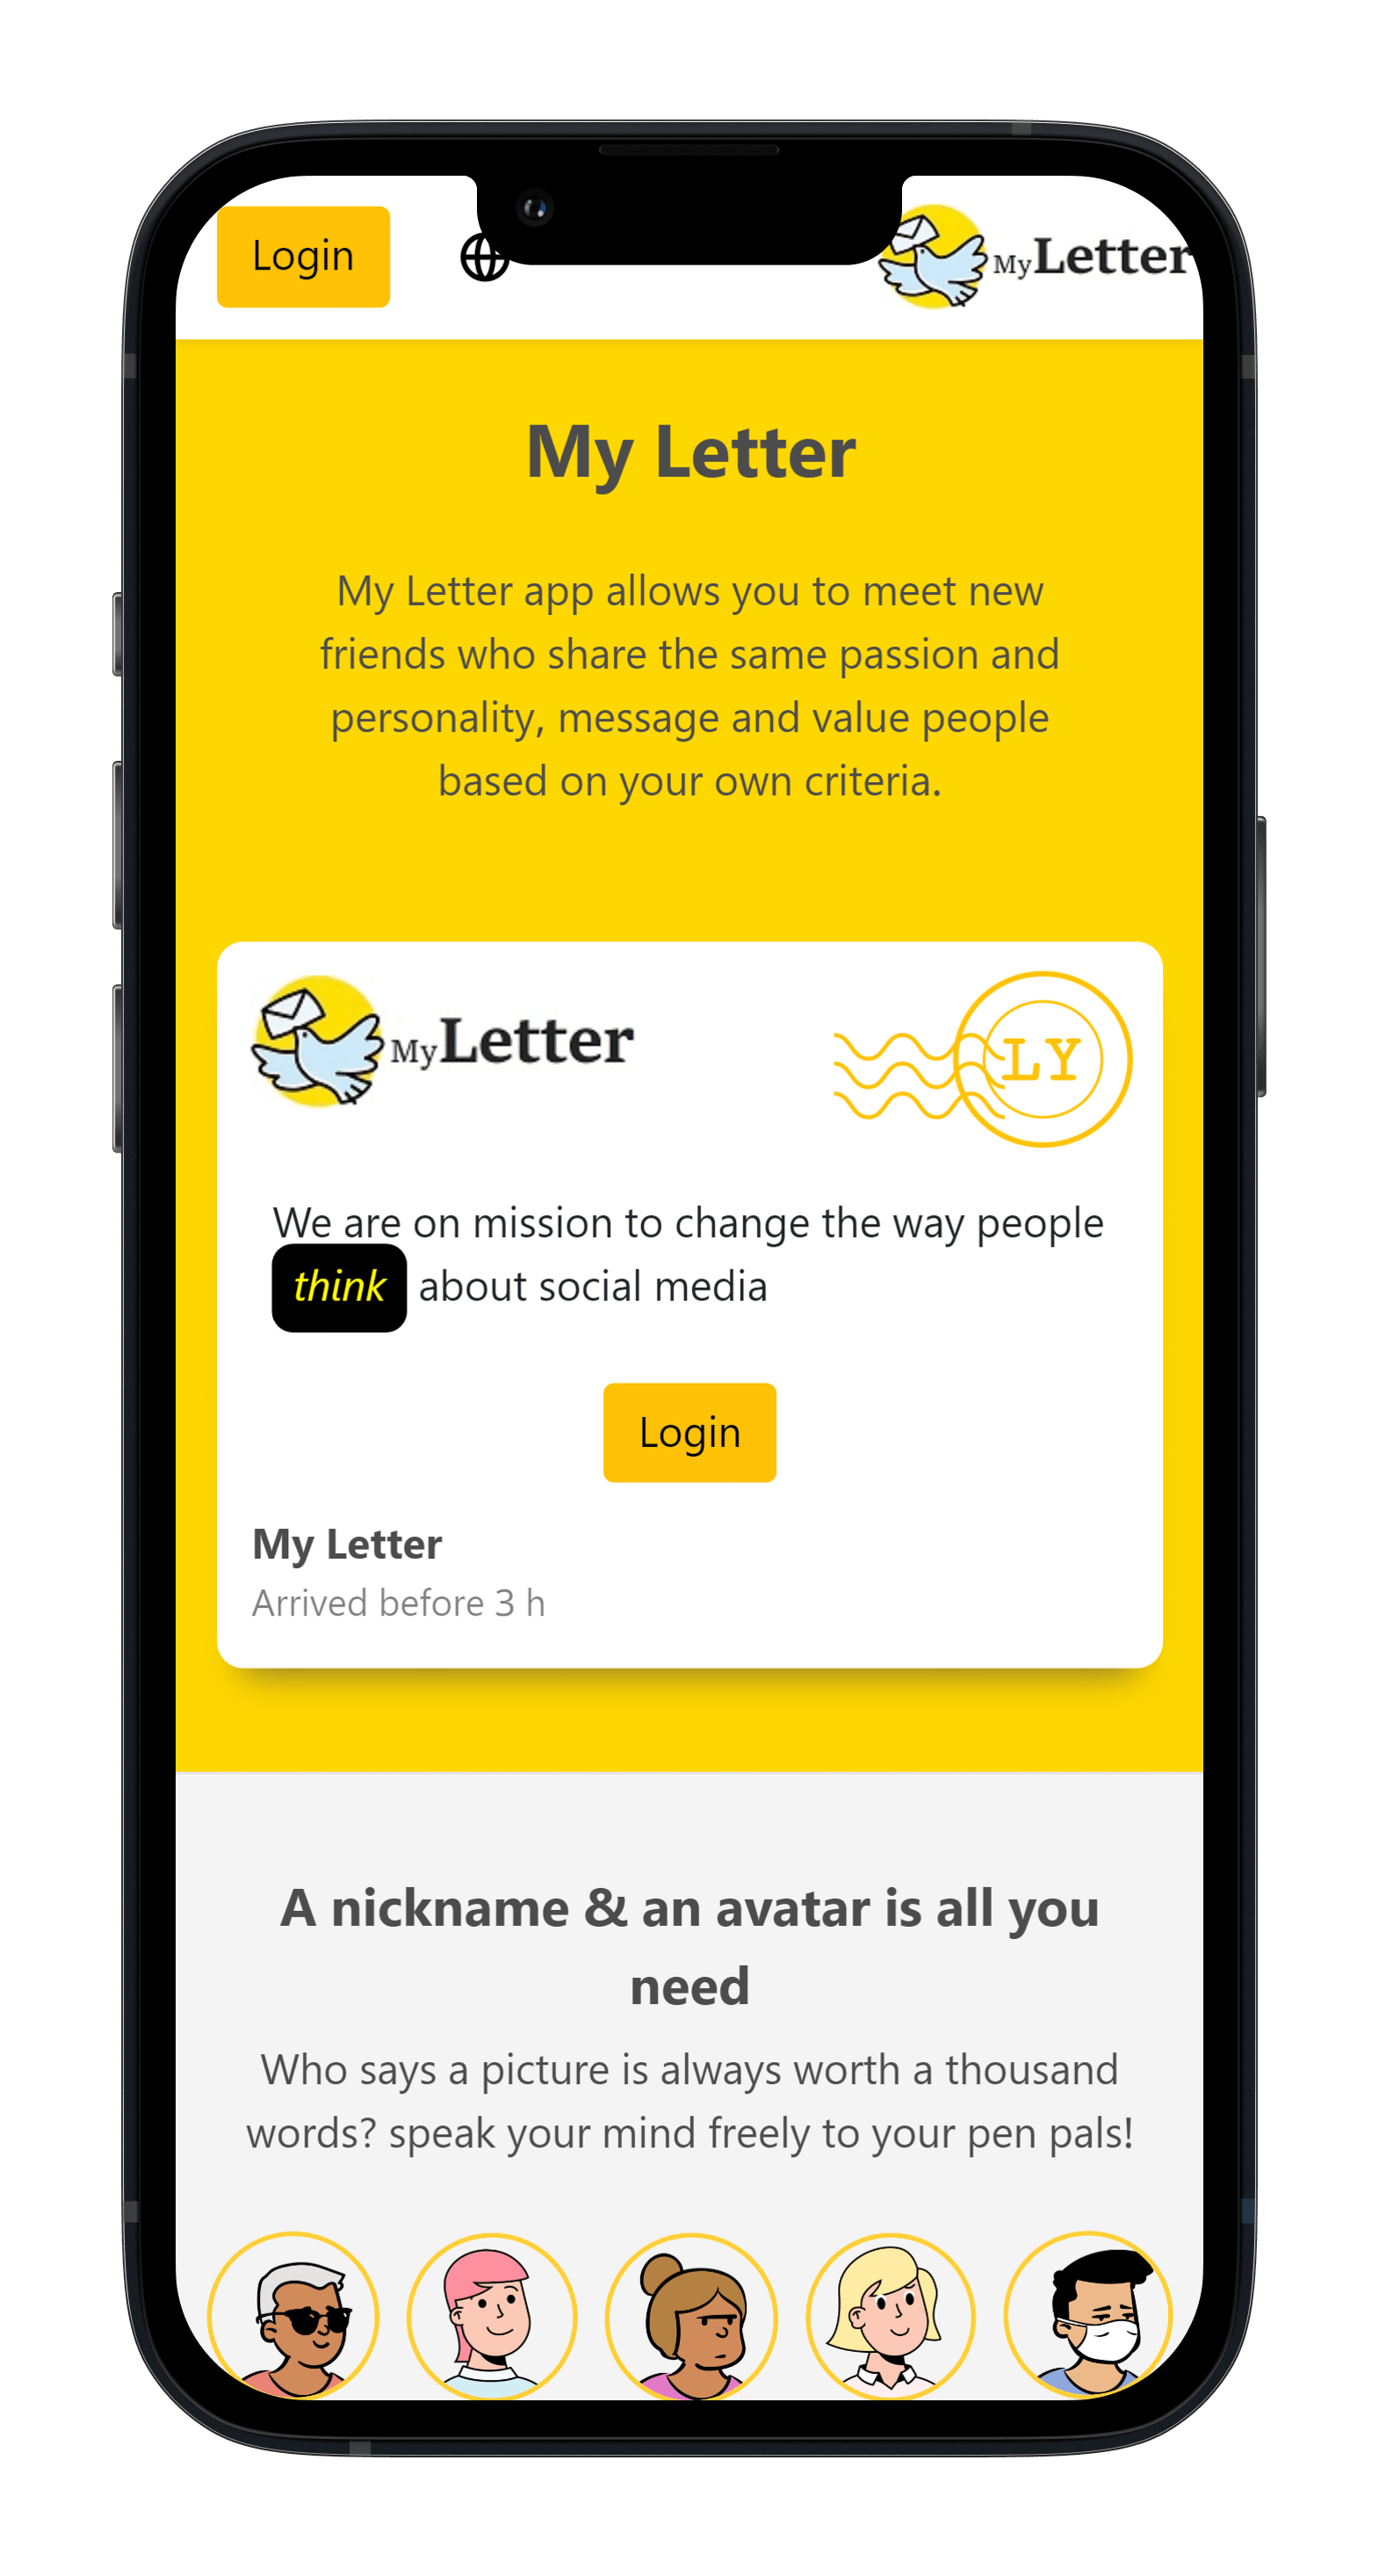 Login
MyLetter
My Letter
My Letter app allows you to meet new
friends who share the same passion and
personality, message and value people
based on your own criteria.
MyLetter
LY
We are on mission to change the way people
think about social media
Login
My Letter
Arrived before 3 h
A nickname & an avatar is all you
need
Who says a picture is always worth a thousand
words? speak your mind freely to your pen pals!